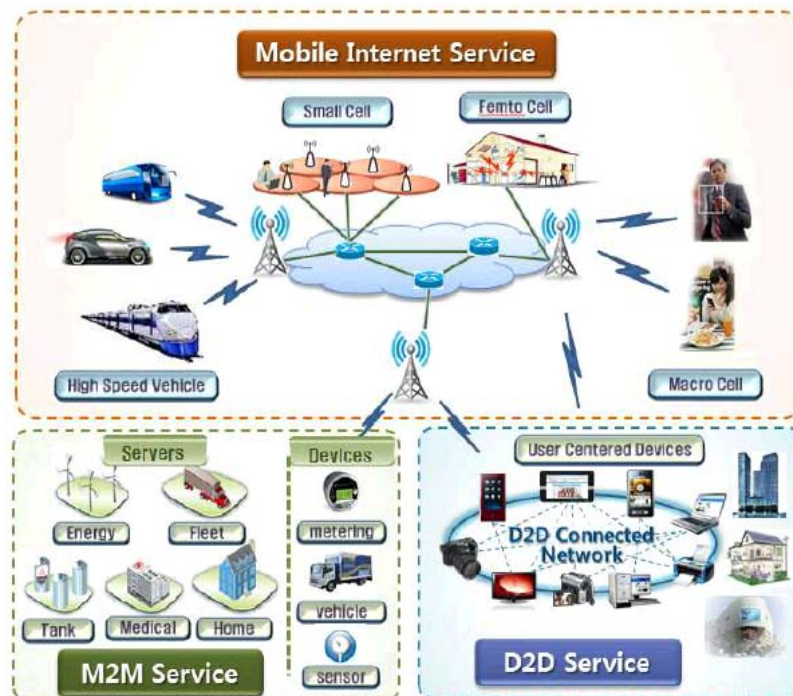 Mobile Internet Service
Small Cell
Femto Cell
High Speed Vehicle
Macro Cell
Servers
Devices
User Centered Devices
Energy
Fleet
metering
D2D Connected
Network
vehicle
Tank
Medical
Home
M2M Service
sensor
D2D Service